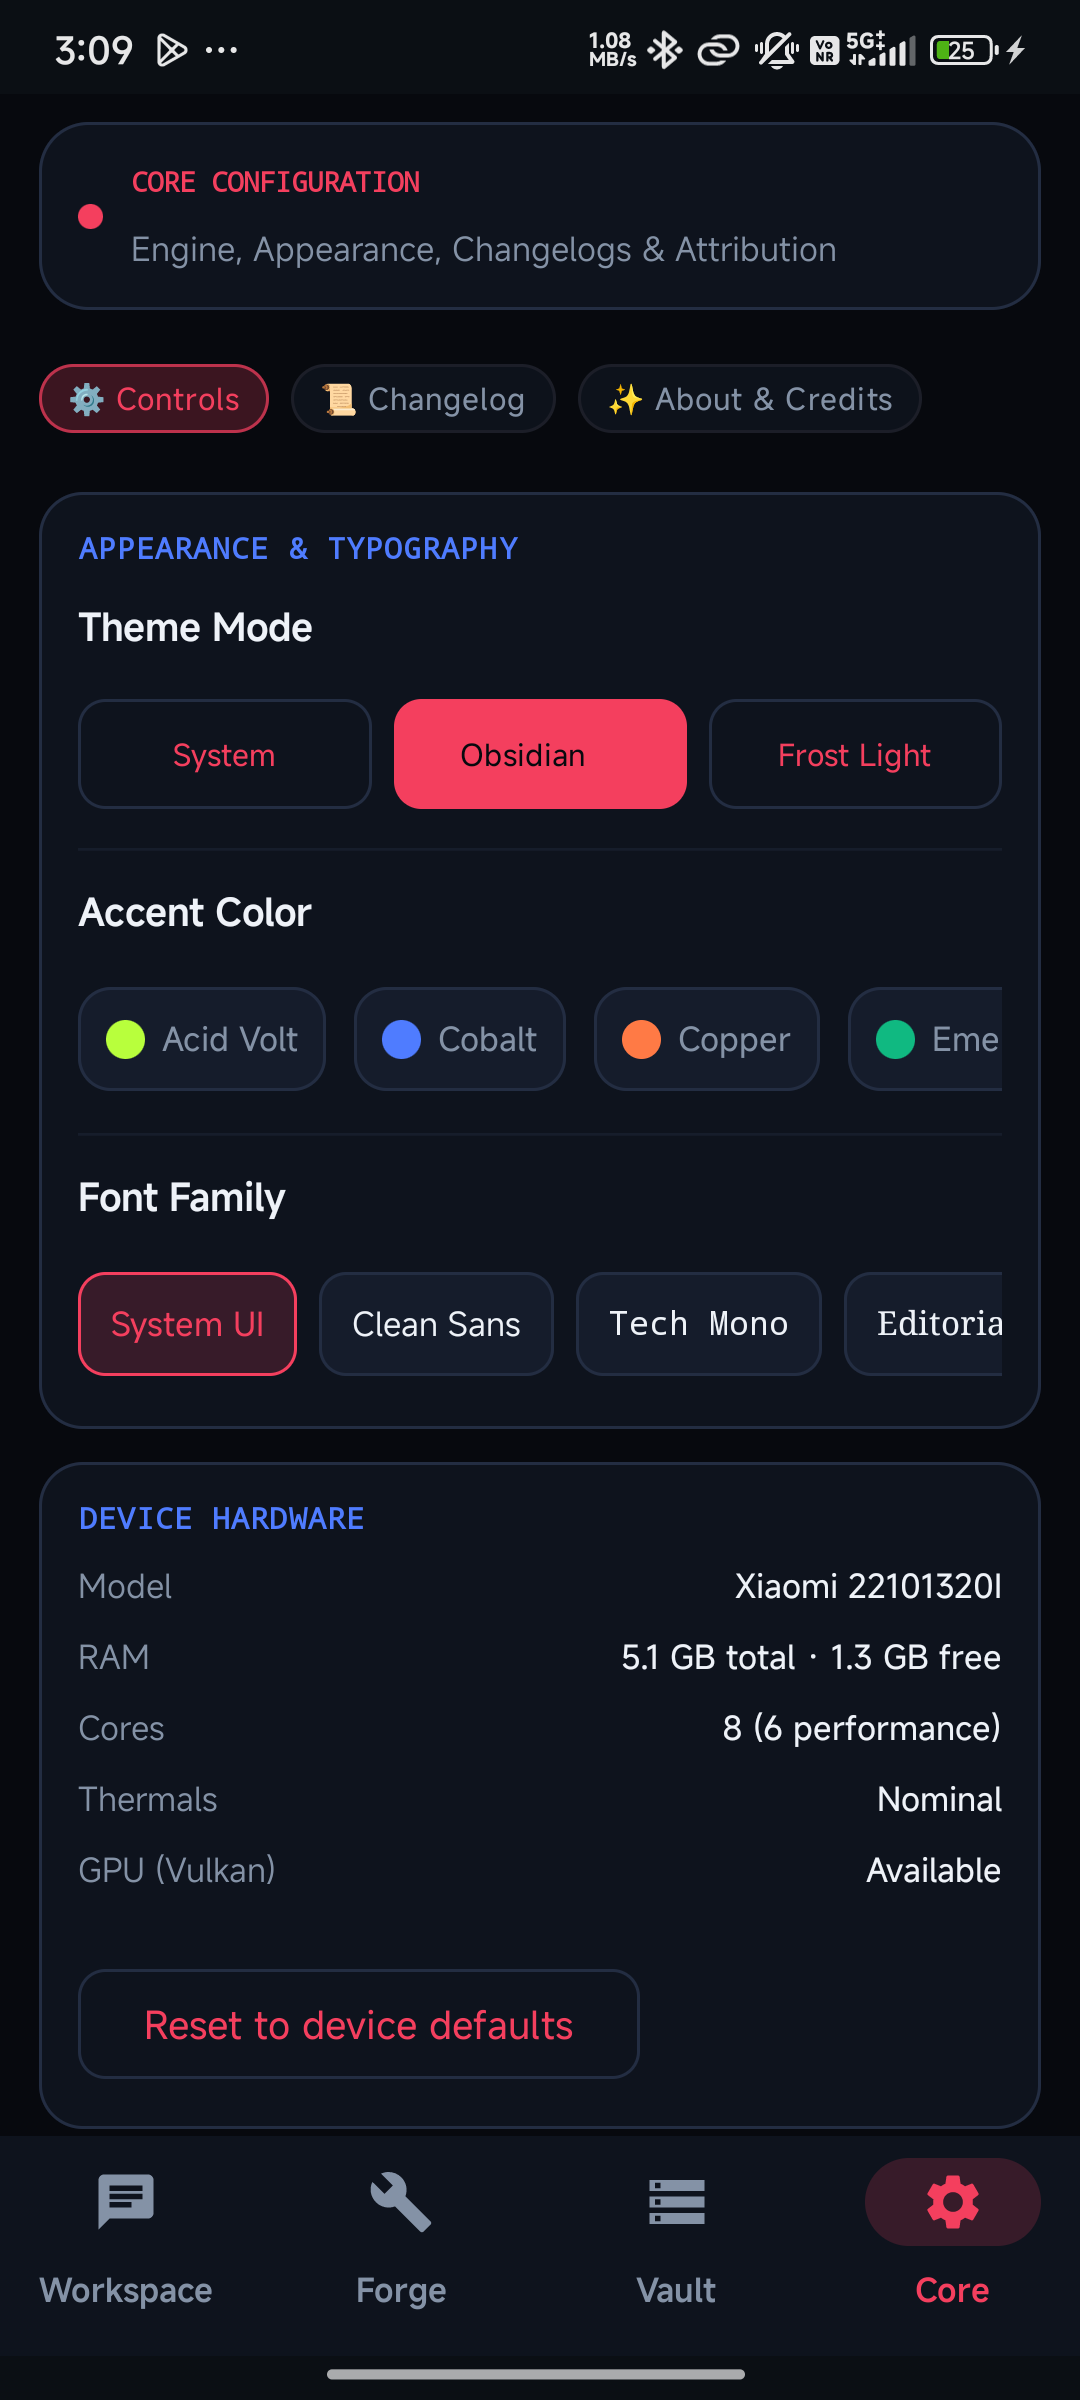 3:09
1.08
MB/s
Vo
NR
5G
25
CORE CONFIGURATION
Engine, Appearance, Changelogs & Attribution
Controls
Changelog
About & Credits
APPEARANCE & TYPOGRAPHY
Theme Mode
System
Obsidian
Frost Light
Accent Color
Acid Volt
Cobalt
Copper
Eme
Font Family
System UI
Clean Sans
Tech Mono
Editoria
DEVICE HARDWARE
Model
Xiaomi 22101320I
RAM
5.1 GB total · 1.3 GB free
Cores
8 (6 performance)
Thermals
Nominal
GPU (Vulkan)
Available
Reset to device defaults
Workspace
Forge
Vault
Core